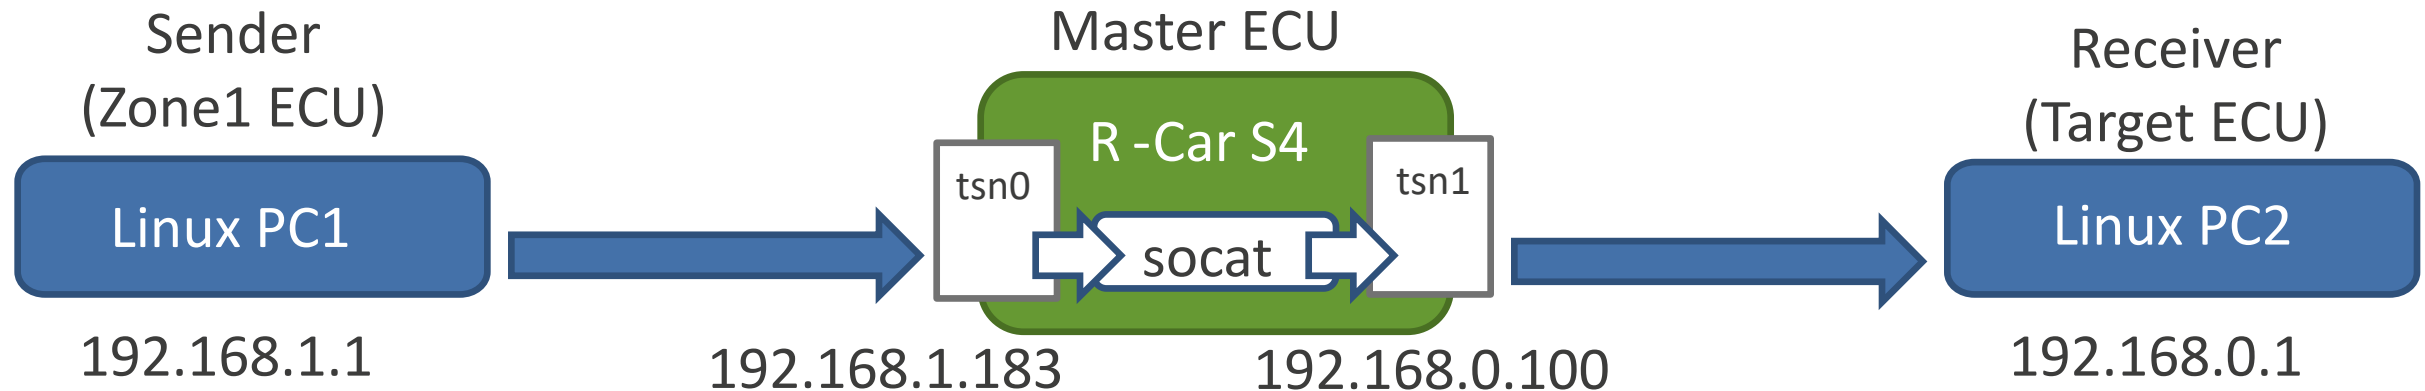 Sender
(Zone1 ECU)
Linux PC1
192.168.1.1
Master ECU
R -Car S4
tsn0
socat
tsn1
192.168.1.183
192.168.0.100
Receiver
(Target ECU)
Linux PC2
192.168.0.1